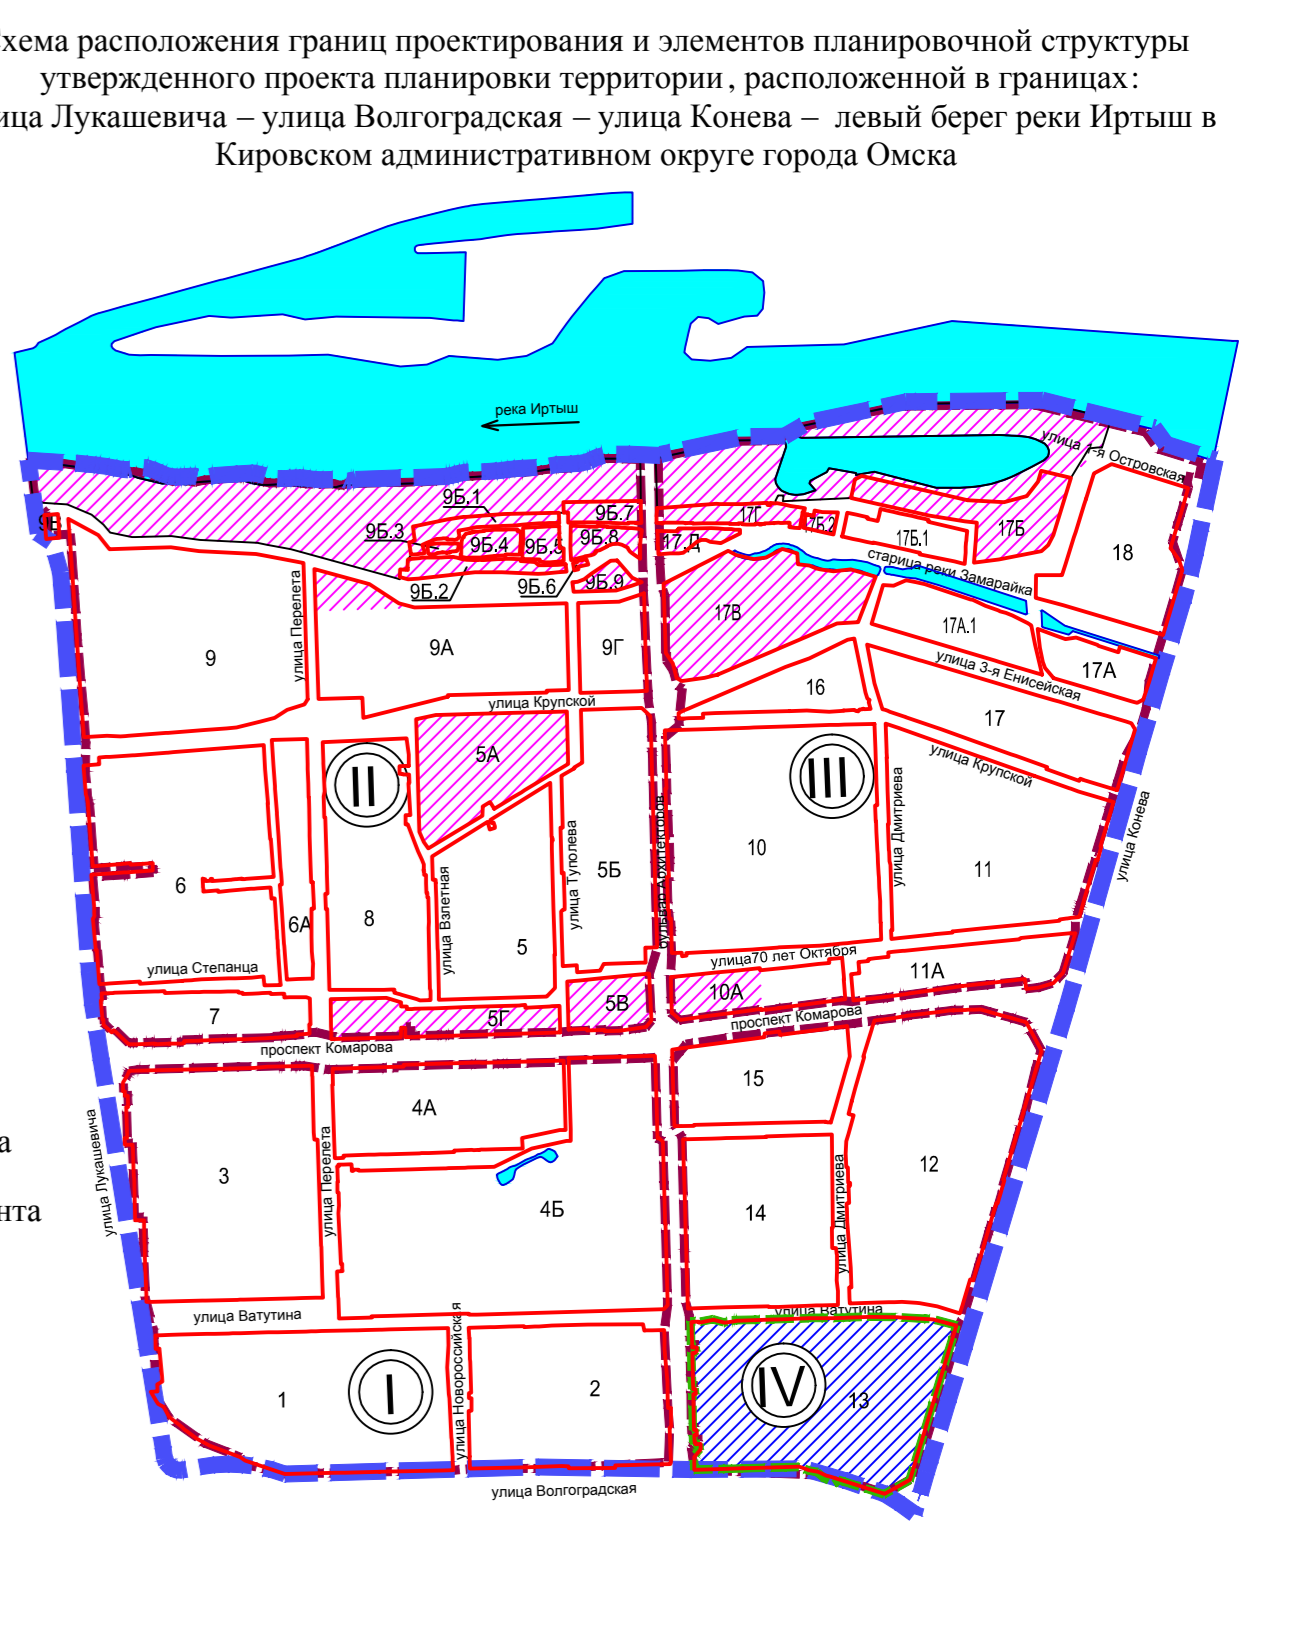 хема расположения границ проектирования и элементов планировочной структуры
утвержденного проекта планировки территории, расположенной в границах:
ица Лукашевича – улица Волгоградская – улица Конева – левый берег реки Иртыш в
Кировском административном округе города Омска
река Иртыш
улица
-я Островская
9Б.1
9Б.7
9В
9Б.3
9Б.4
9Б.5
9Б.8
17Г
17Б.2
17Б
17.Д
17Б.1
18
старица реки Замарайка
9Б.2
9Б.6
9Б.9
17В
17А.1
улица Перелета
9
9А
9Г
улица 3-я Енисейская
17А
16
улица Крупской
17
5А
II
III
улица Крупской
улица Дмитриева
улица Конева
10
11
6
6А
8
улица Взлетная
5
улица Туполева
5Б
бульвар Архитекторов
улица Степанца
улица70 лет Октября
11А
7
5Г
5В
10А
проспект Комарова
проспект Комарова
15
4А
улица Лукашевича
а
3
улица Перелета
12
нта
4Б
14
улица Дмитриева
улица Ватутина
улица Ватутина
улица Новороссийская
1
I
2
IV
13
улица Волгоградская